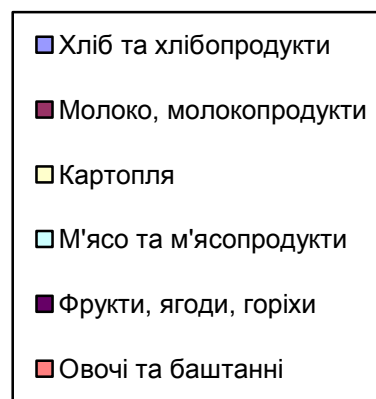 Хліб та хлібопродукти
Молоко, молокопродукти
Картопля
М'ясо та м'ясопродукти
Фрукти, ягоди, горіхи
Овочі та баштанні